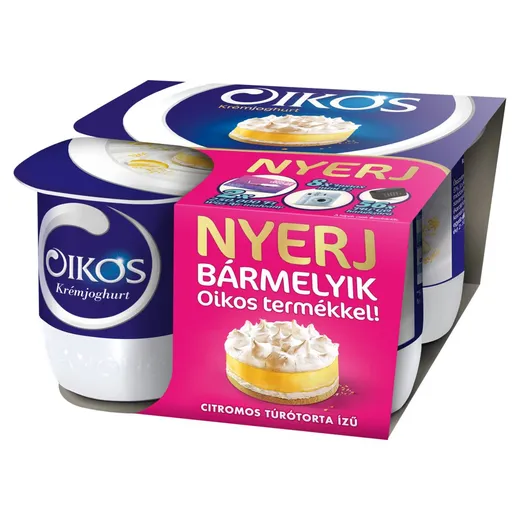 OIKOS
Krémjoghurt
NYERJ
NYERJ
BÁRMELYIK
Oikos termékkel!
CITROMOS TÚRÓTORTA ÍZŰ
OIKOS
Krémjoghurt